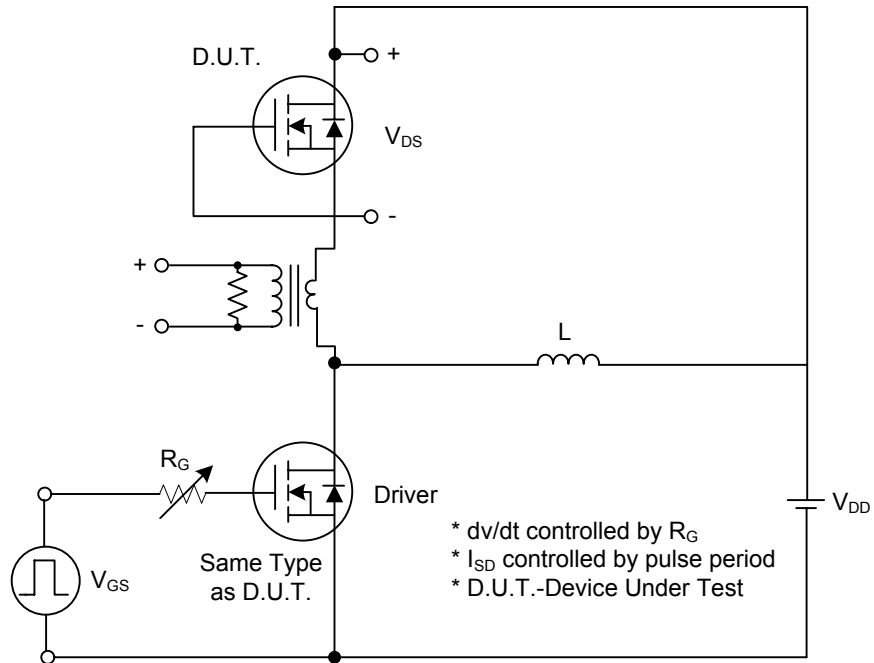 D.U.T.
+
V_DS
-
+
-
L
R_G
Driver
V_DD
V_GS
Same Type
as D.U.T.
* dv/dt controlled by R_G
* I_SD controlled by pulse period
* D.U.T.-Device Under Test